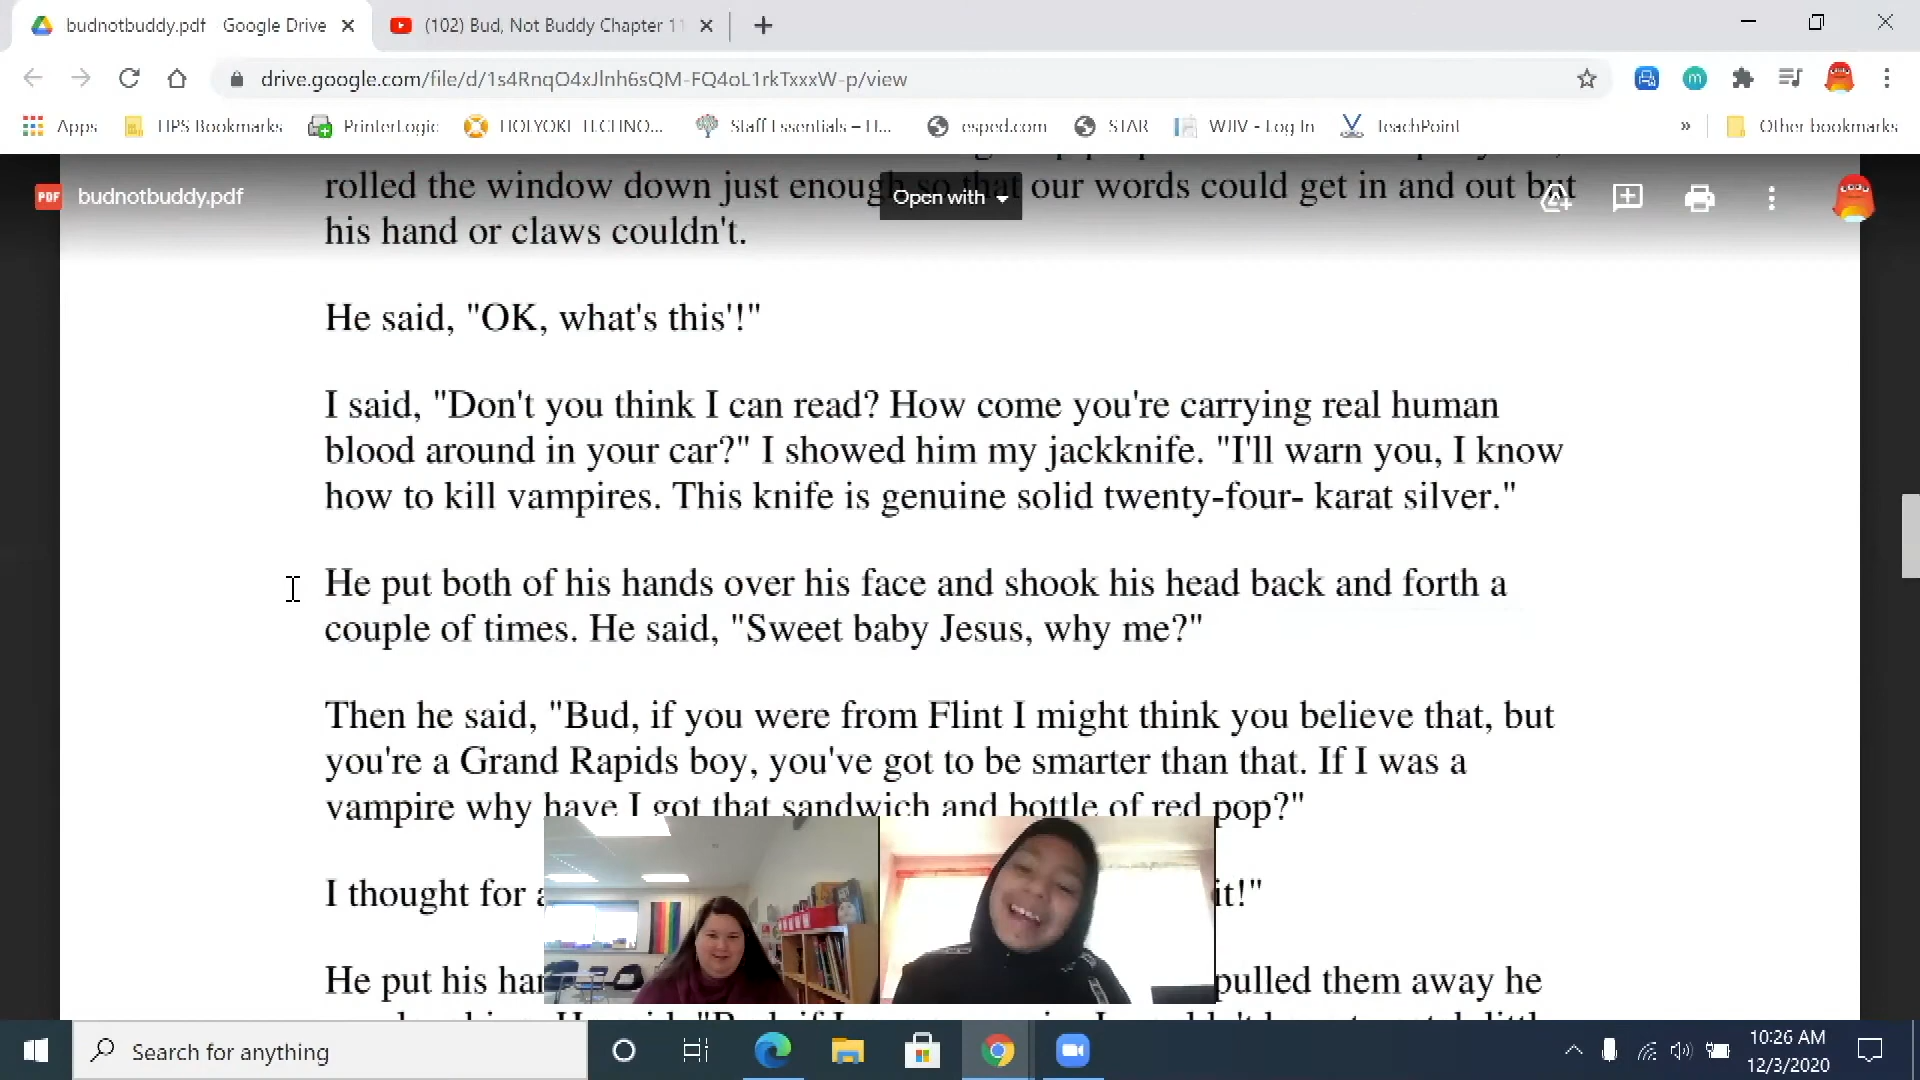 budnotbuddy.pdf Google Drive
(102) Bud, Not Buddy Chapter 11
drive.google.com/file/d/1s4RnqO4xJlnh6sQM-FQ4oL1rkTxxxW-p/view
Apps
HPS Bookmarks
PrinterLogic
HOLYOKE TECHNO...
Staff Essentials – H...
esped.com
STAR
WIIV - Log In
TeachPoint
»
Other bookmarks
PDF budnotbuddy.pdf
Open with
rolled the window down just enough so that our words could get in and out but
his hand or claws couldn't.
He said, "OK, what's this'!"
I said, "Don't you think I can read? How come you're carrying real human
blood around in your car?" I showed him my jackknife. "I'll warn you, I know
how to kill vampires. This knife is genuine solid twenty-four- karat silver."
He put both of his hands over his face and shook his head back and forth a
couple of times. He said, "Sweet baby Jesus, why me?"
Then he said, "Bud, if you were from Flint I might think you believe that, but
you're a Grand Rapids boy, you've got to be smarter than that. If I was a
vampire why have I got that sandwich and bottle of red pop?"
I thought for a it!"
He put his han pulled them away he
Search for anything
10:26 AM
12/3/2020